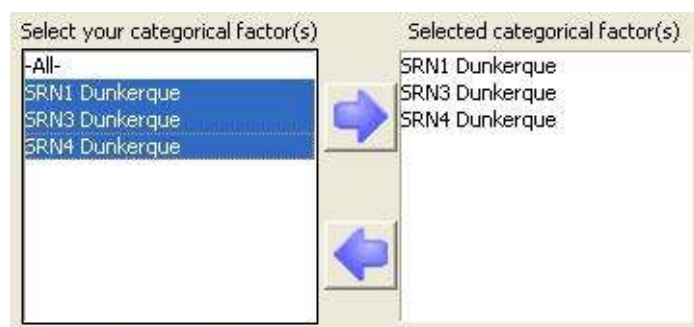 Select your categorical factor(s)
-All-
SRN1 Dunkerque
SRN3 Dunkerque
SRN4 Dunkerque
Selected categorical factor(s)
SRN1 Dunkerque
SRN3 Dunkerque
SRN4 Dunkerque